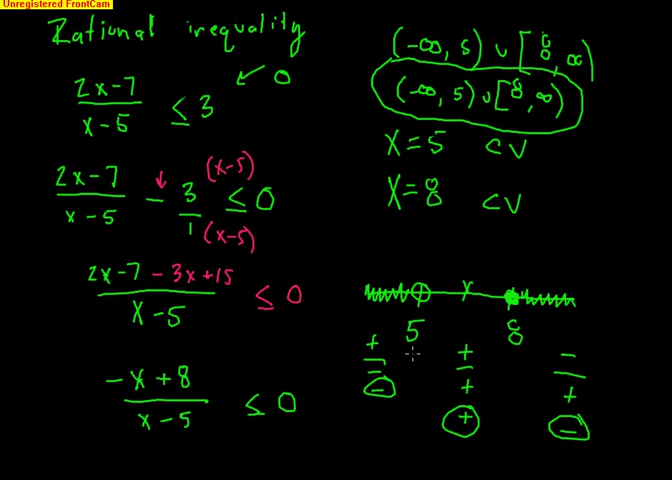 Unregistered FrontCam
Rational inequality
↙ 0
2x-7 / x-5 ≤ 3
2x-7 / x-5 - 3 (x-5) / 1 (x-5) ≤ 0
2x-7 - 3x+15 / x-5 ≤ 0
-x+8 / x-5 ≤ 0
(-∞, 5) ∪ [8, ∞)
(-∞, 5) ∪ [8, ∞)
x = 5 CV
x = 8 CV
x
5 8
+ / - + / + - / +
- + -